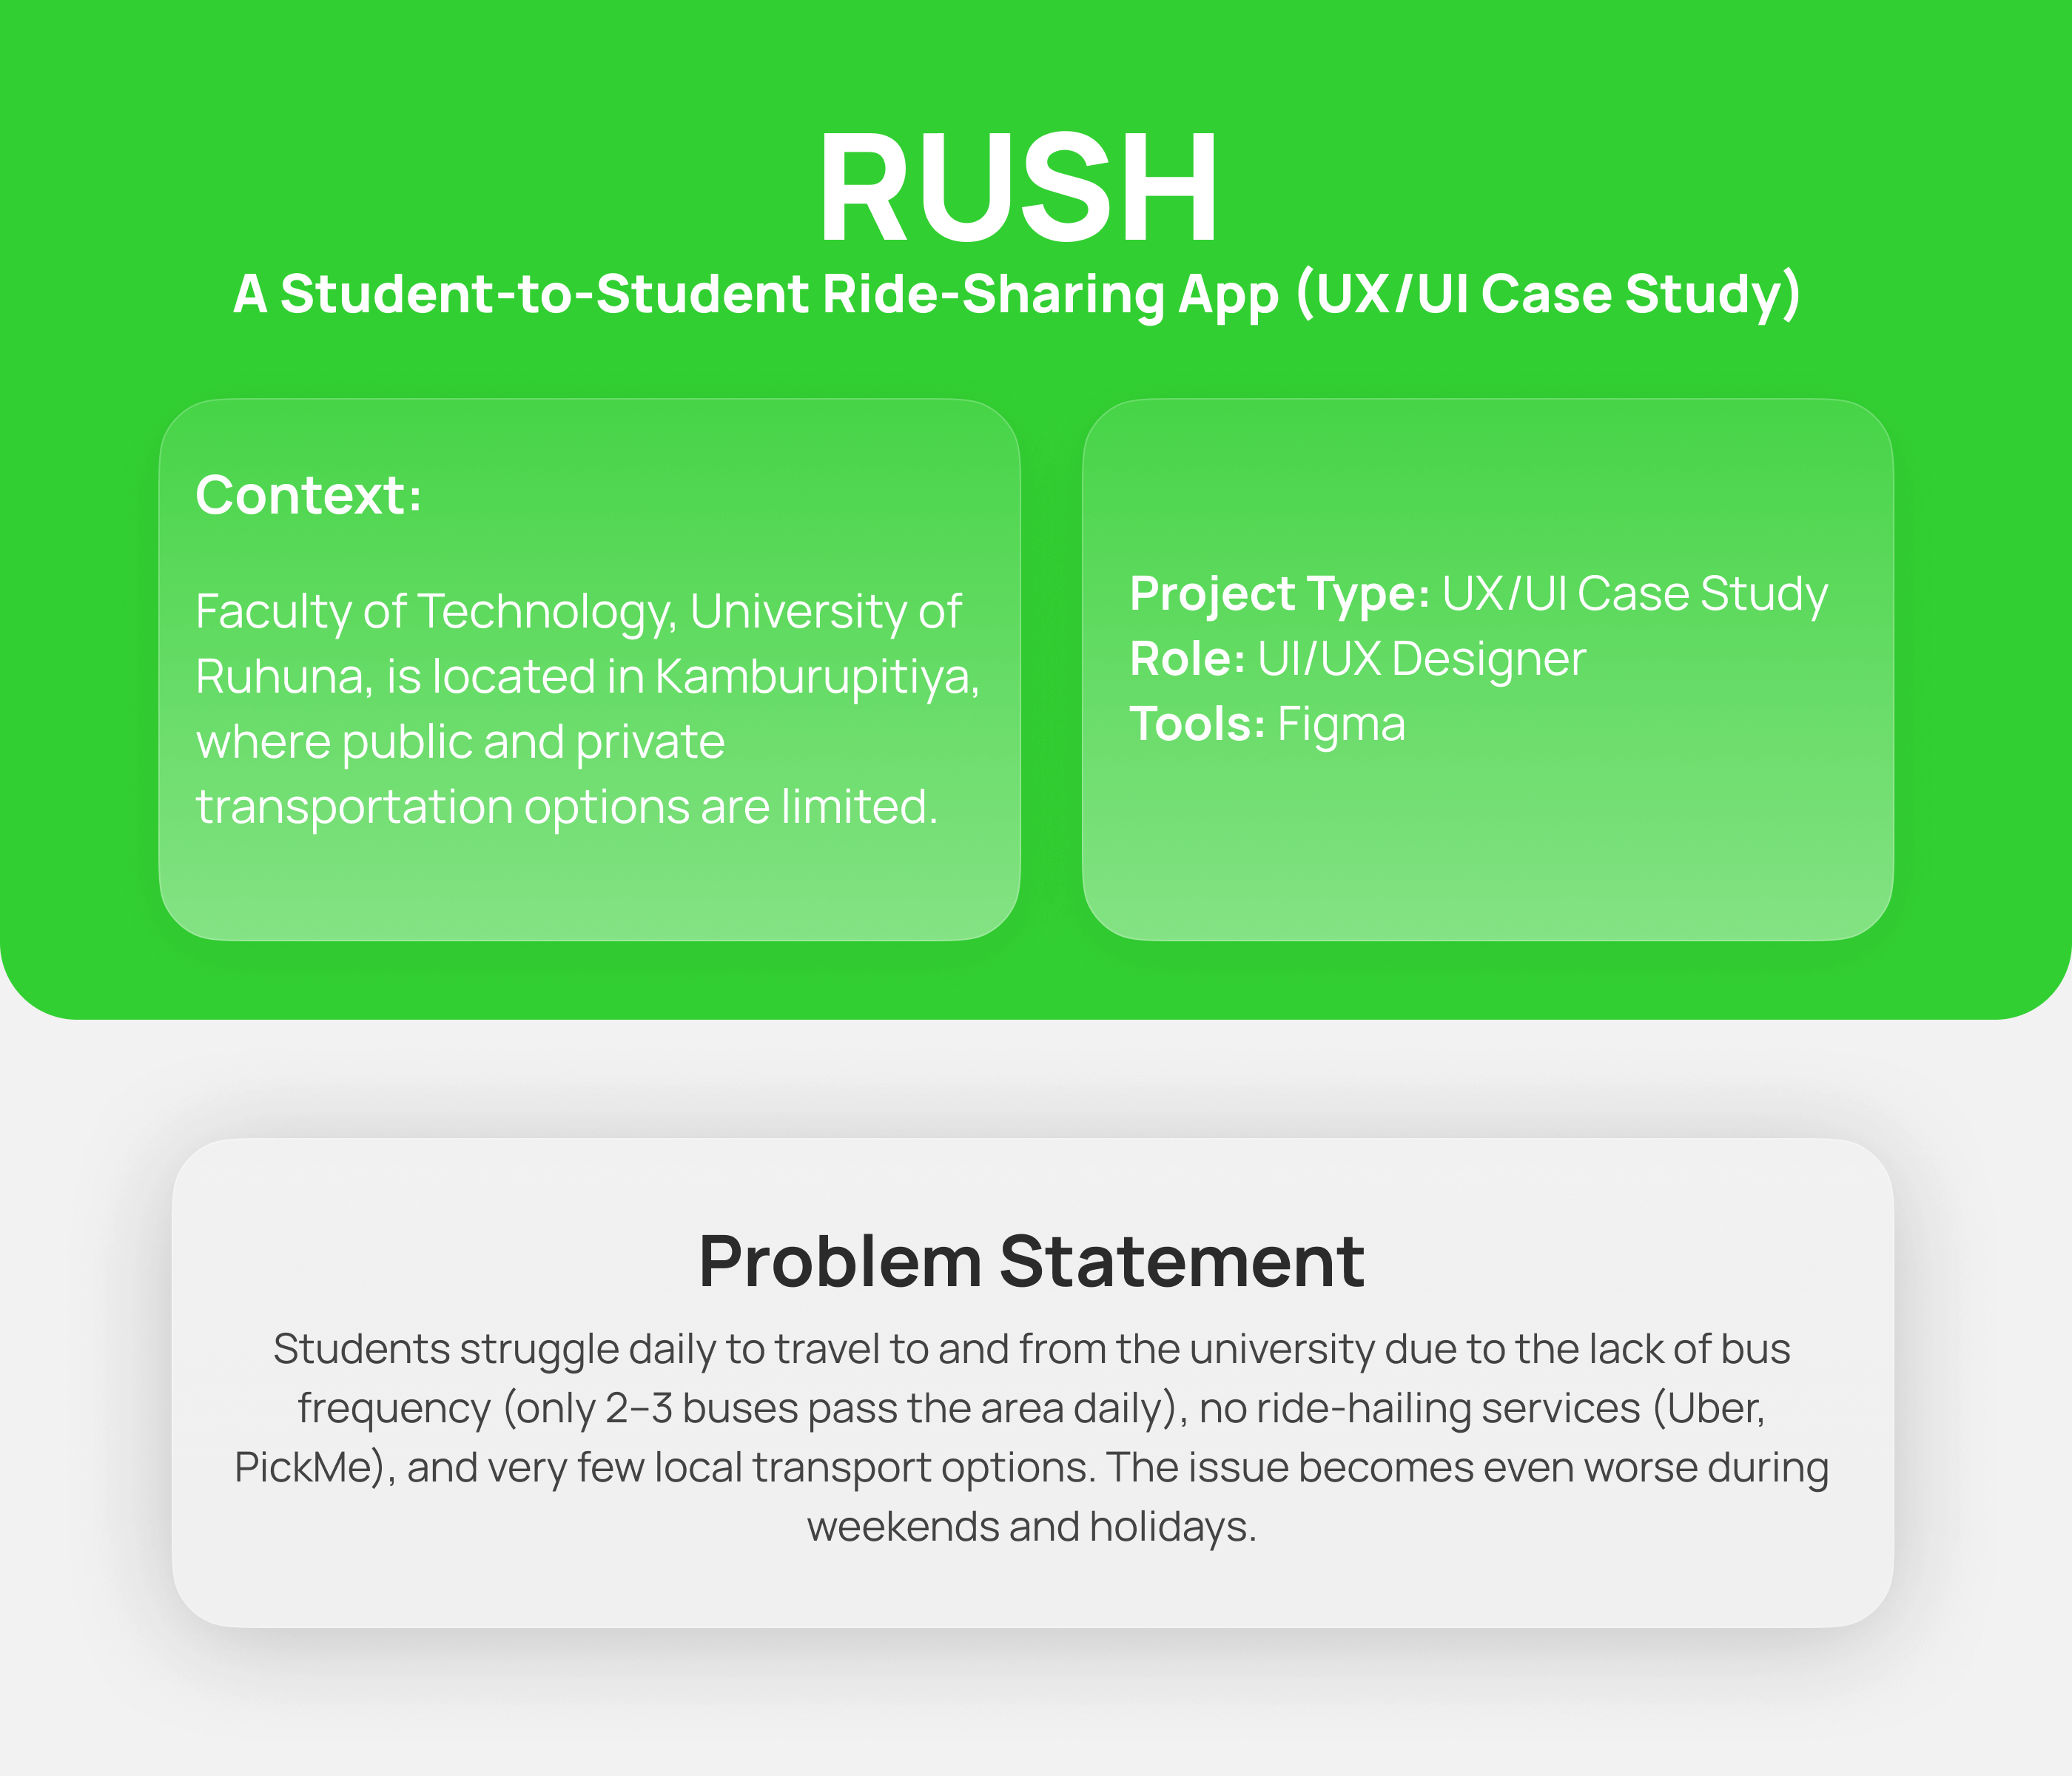 RUSH
A Student-to-Student Ride-Sharing App (UX/UI Case Study)
Context:
Faculty of Technology, University of
Ruhuna, is located in Kamburupitiya,
where public and private
transportation options are limited.
Project Type: UX/UI Case Study
Role: UI/UX Designer
Tools: Figma
Problem Statement
Students struggle daily to travel to and from the university due to the lack of bus
frequency (only 2–3 buses pass the area daily), no ride-hailing services (Uber,
PickMe), and very few local transport options. The issue becomes even worse during
weekends and holidays.